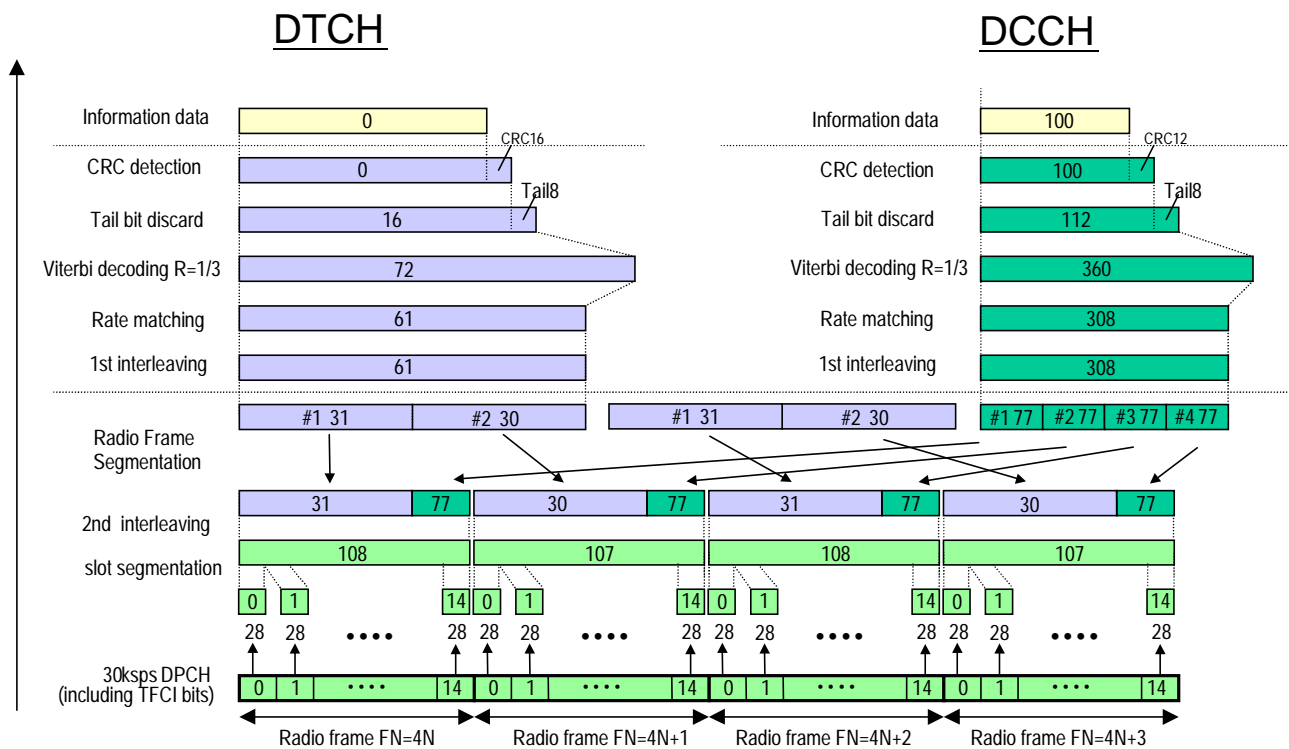 DTCH DCCH
Information data 0 Information data 100
CRC16 CRC12
CRC detection 0 CRC detection 100
Tail8 Tail8
Tail bit discard 16 Tail bit discard 112
Viterbi decoding R=1/3 72 Viterbi decoding R=1/3 360
Rate matching 61 Rate matching 308
1st interleaving 61 1st interleaving 308
#1 31 #2 30 #1 31 #2 30 #1 77 #2 77 #3 77 #4 77
Radio Frame
Segmentation
31 77 30 77 31 77 30 77
2nd interleaving
108 107 108 107
slot segmentation
0 1 14 0 1 14 0 1 14 0 1 14
28 28 •••• 28 28 28 •••• 28 28 28 •••• 28 28 28 •••• 28
30ksps DPCH
(including TFCI bits)
0 1 •••• 14 0 1 •••• 14 0 1 •••• 14 0 1 •••• 14
Radio frame FN=4N Radio frame FN=4N+1 Radio frame FN=4N+2 Radio frame FN=4N+3